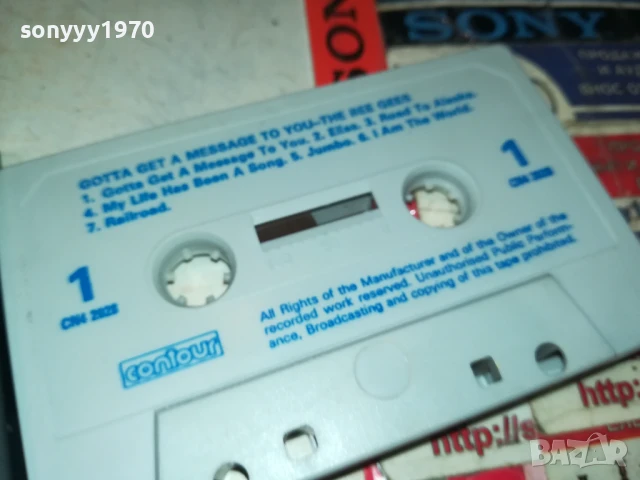 sonyyy1970
SONY
SON
GOTTA GET A MESSAGE TO YOU—THE BEE GEES
1. Gotta Get A Message To You. 2. Elisa. 3. Road To Alaska.
4. My Life Has Been A Song. 5. Jumbo. 6. I Am The World.
7. Railroad.
1
CN4 2028
1
CN4 2028
contour
All Rights of the Manufacturer and of the Owner of the
recorded work reserved. Unauthorised Public Perform-
ance, Broadcasting and copying of this tape prohibited.
http:
http://s
BAZAR